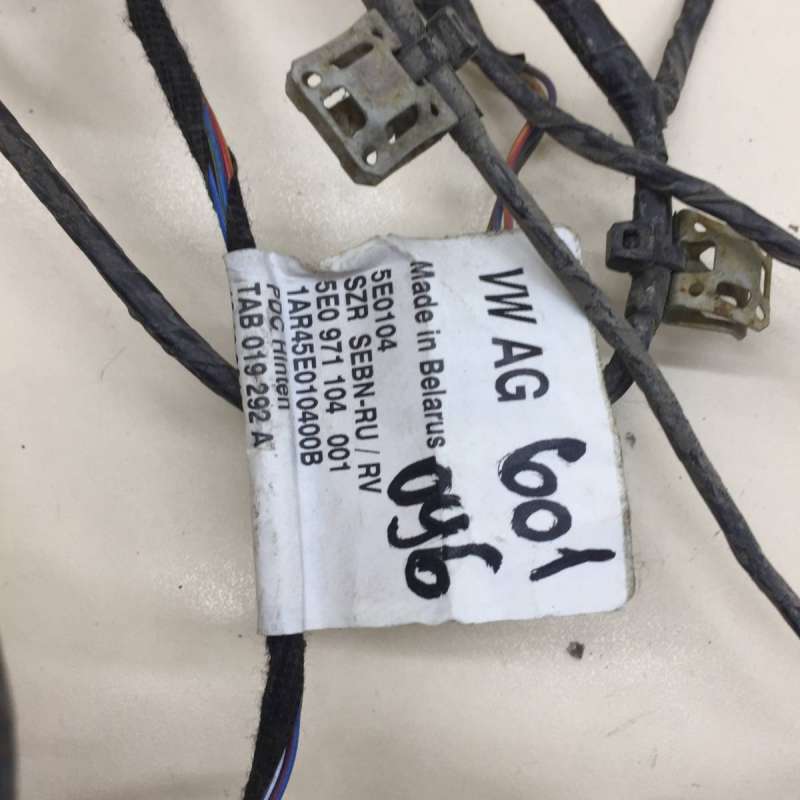 VW AG
601
Made in Belarus
096
5E0104
SZR SEBN-RU / RV
5E0 971 104 001
1AR45E010400B
PDC Hinten
TAB 019 292 A